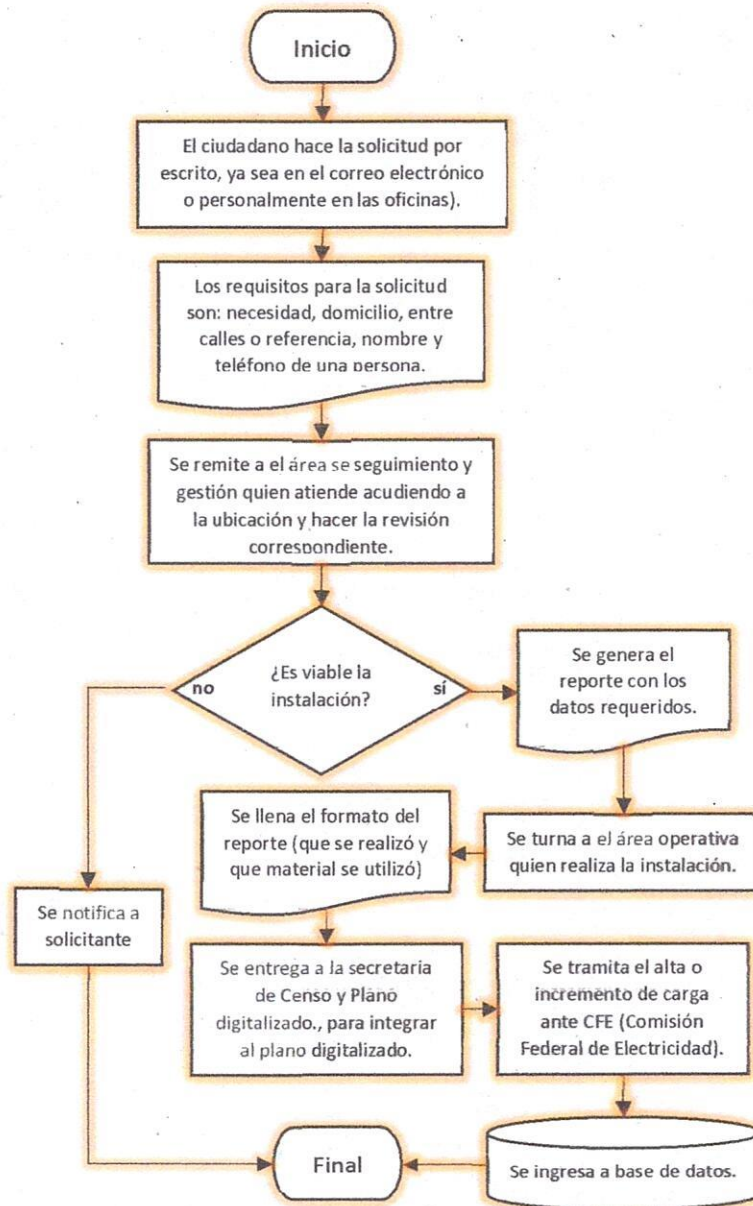 Inicio
El ciudadano hace la solicitud por
escrito, ya sea en el correo electrónico
o personalmente en las oficinas).
Los requisitos para la solicitud
son: necesidad, domicilio, entre
calles o referencia, nombre y
teléfono de una persona.
Se remite a el área se seguimiento y
gestión quien atiende acudiendo a
la ubicación y hacer la revisión
correspondiente.
¿Es viable la
instalación?
no
sí
Se genera el
reporte con los
datos requeridos.
Se turna a el área operativa
quien realiza la instalación.
Se llena el formato del
reporte (que se realizó y
que material se utilizó)
Se notifica a
solicitante
Se entrega a la secretaria
de Censo y Plano
digitalizado., para integrar
al plano digitalizado.
Se tramita el alta o
incremento de carga
ante CFE (Comisión
Federal de Electricidad).
Se ingresa a base de datos.
Final